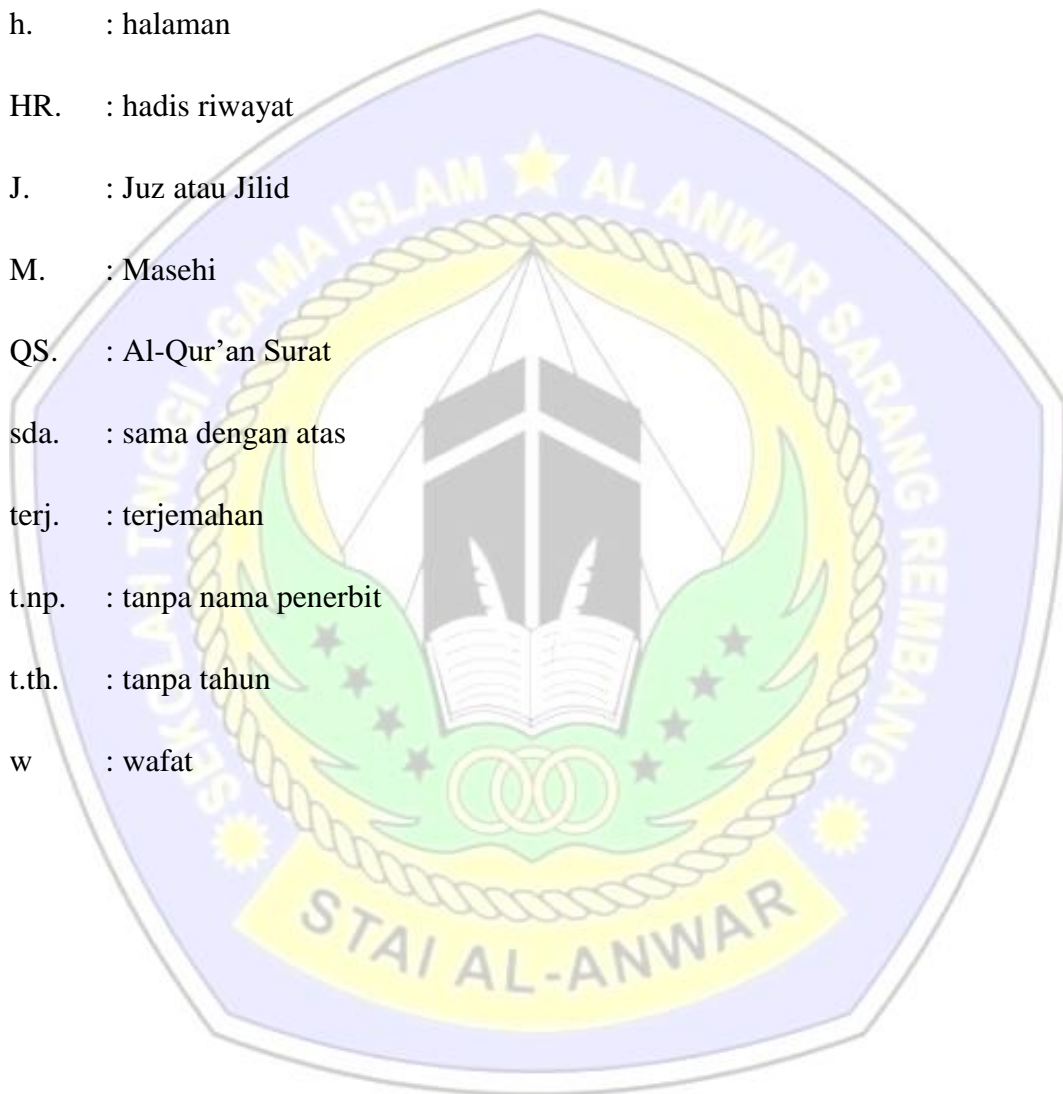 h. : halaman
HR. : hadis riwayat
J. : Juz atau Jilid
M. : Masehi
QS. : Al-Qur’an Surat
sda. : sama dengan atas
terj. : terjemahan
t.np. : tanpa nama penerbit
t.th. : tanpa tahun
w : wafat
SEKOLAH TINGGI AGAMA ISLAM AL ANWAR SARANG REMBANG
STAI AL-ANWAR